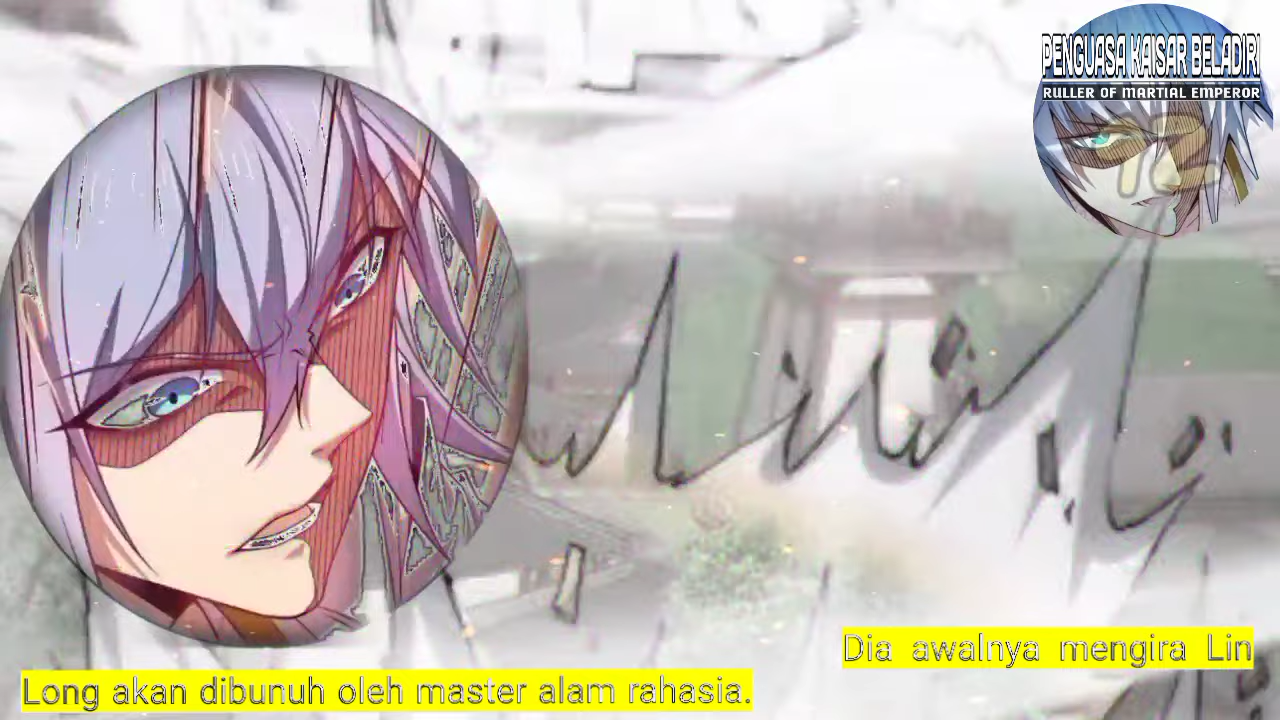 PENGUASA KAISAR BELADIRI
RULLER OF MARTIAL EMPEROR
Dia awalnya mengira Lin
Long akan dibunuh oleh master alam rahasia.